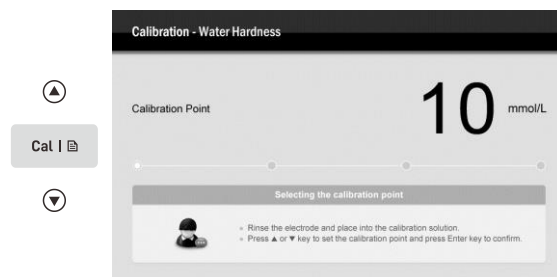 Calibration - Water Hardness
Calibration Point
10 mmol/L
Cal |
Selecting the calibration point
Rinse the electrode and place into the calibration solution.
Press ▲ or ▼ key to set the calibration point and press Enter key to confirm.